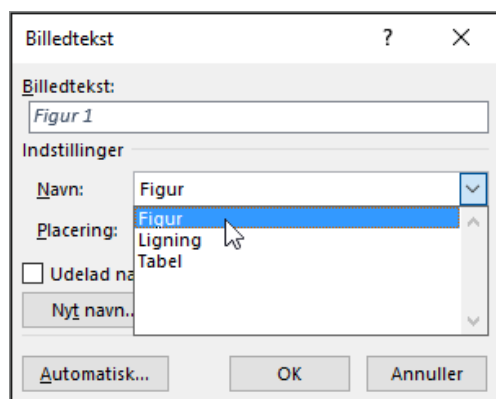 Billedtekst ?
Billedtekst:
Figur 1
Indstillinger
Navn: Figur
Figur
Placering:
Ligning
Tabel
Udelad na
Nyt navn..
Automatisk... OK Annuller